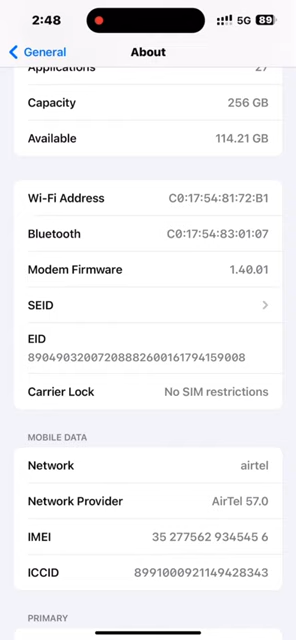 2:48
5G
89
General
About
Applications
27
Capacity
256 GB
Available
114.21 GB
Wi-Fi Address
C0:17:54:81:72:B1
Bluetooth
C0:17:54:83:01:07
Modem Firmware
1.40.01
SEID
EID
89049032007208882600161794159008
Carrier Lock
No SIM restrictions
MOBILE DATA
Network
airtel
Network Provider
AirTel 57.0
IMEI
35 277562 934545 6
ICCID
8991000921149428343
PRIMARY